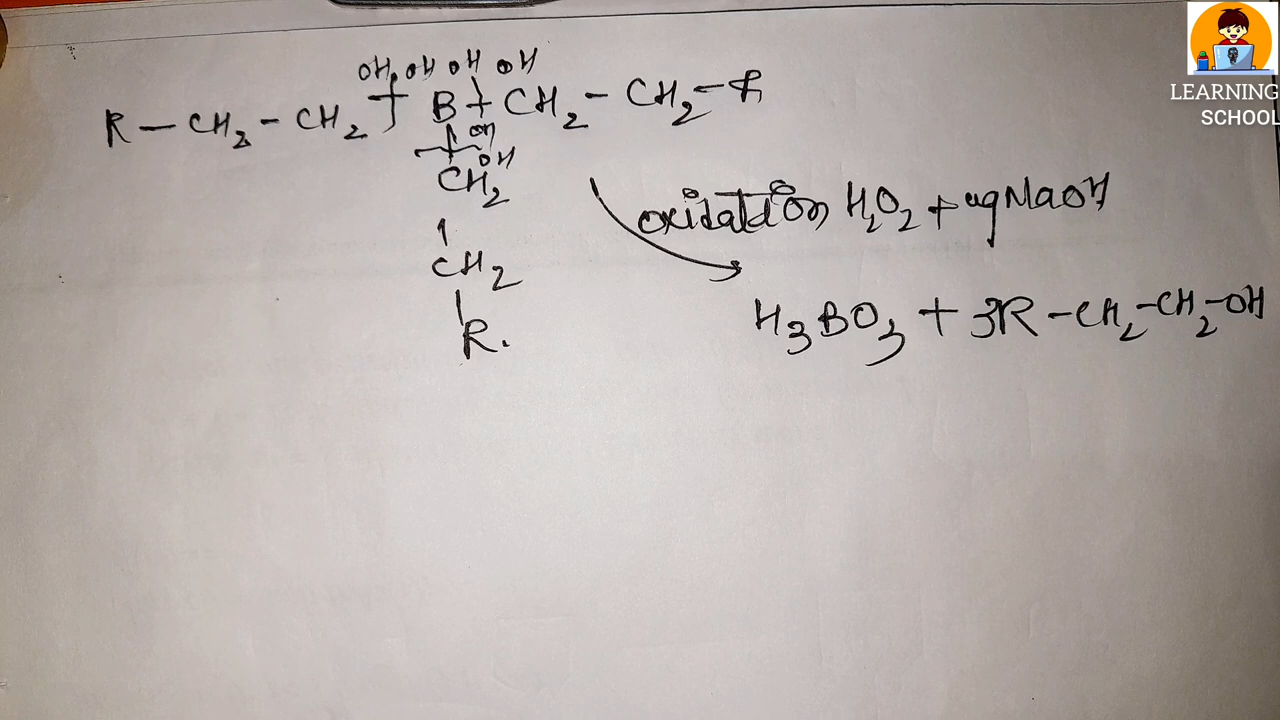 OH OH OH OH
R — CH₂ – CH₂ + B + CH₂ – CH₂ – R
OH
OH
CH₂
CH₂
R.
oxidation H₂O₂ + aq NaOH
H₃BO₃ + 3R – CH₂ – CH₂ – OH
LEARNING
SCHOOL